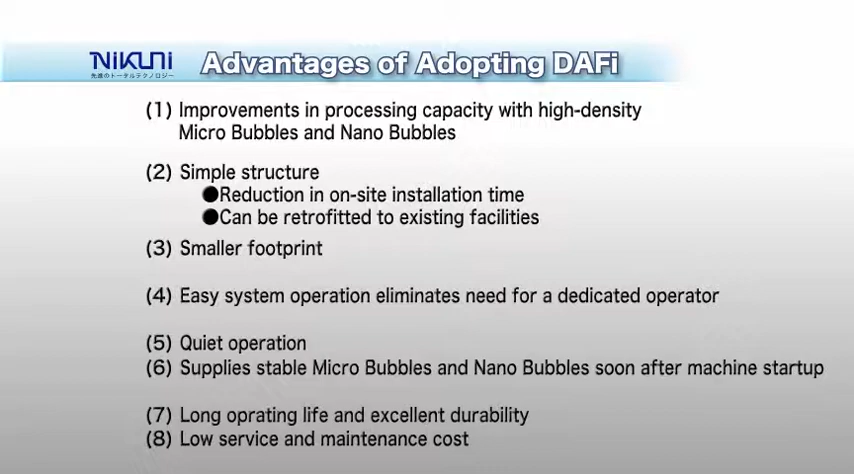 NIKUNI
先進のトータルテクノロジー
Advantages of Adopting DAFi
(1) Improvements in processing capacity with high-density
Micro Bubbles and Nano Bubbles
(2) Simple structure
●Reduction in on-site installation time
●Can be retrofitted to existing facilities
(3) Smaller footprint
(4) Easy system operation eliminates need for a dedicated operator
(5) Quiet operation
(6) Supplies stable Micro Bubbles and Nano Bubbles soon after machine startup
(7) Long oprating life and excellent durability
(8) Low service and maintenance cost